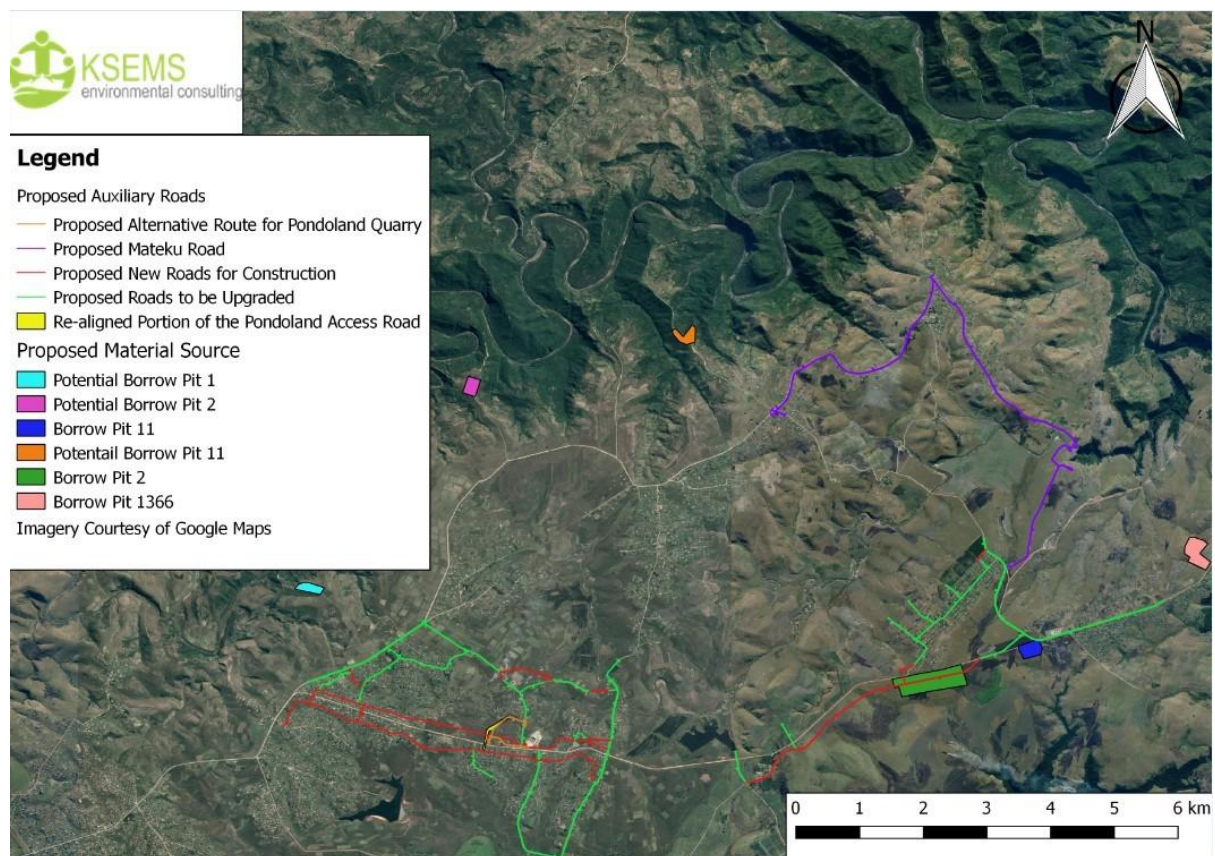 KSEMS
environmental consulting
N
Legend
Proposed Auxiliary Roads
Proposed Alternative Route for Pondoland Quarry
Proposed Mateku Road
Proposed New Roads for Construction
Proposed Roads to be Upgraded
Re-aligned Portion of the Pondoland Access Road
Proposed Material Source
Potential Borrow Pit 1
Potential Borrow Pit 2
Borrow Pit 11
Potentail Borrow Pit 11
Borrow Pit 2
Borrow Pit 1366
Imagery Courtesy of Google Maps
0 1 2 3 4 5 6 km